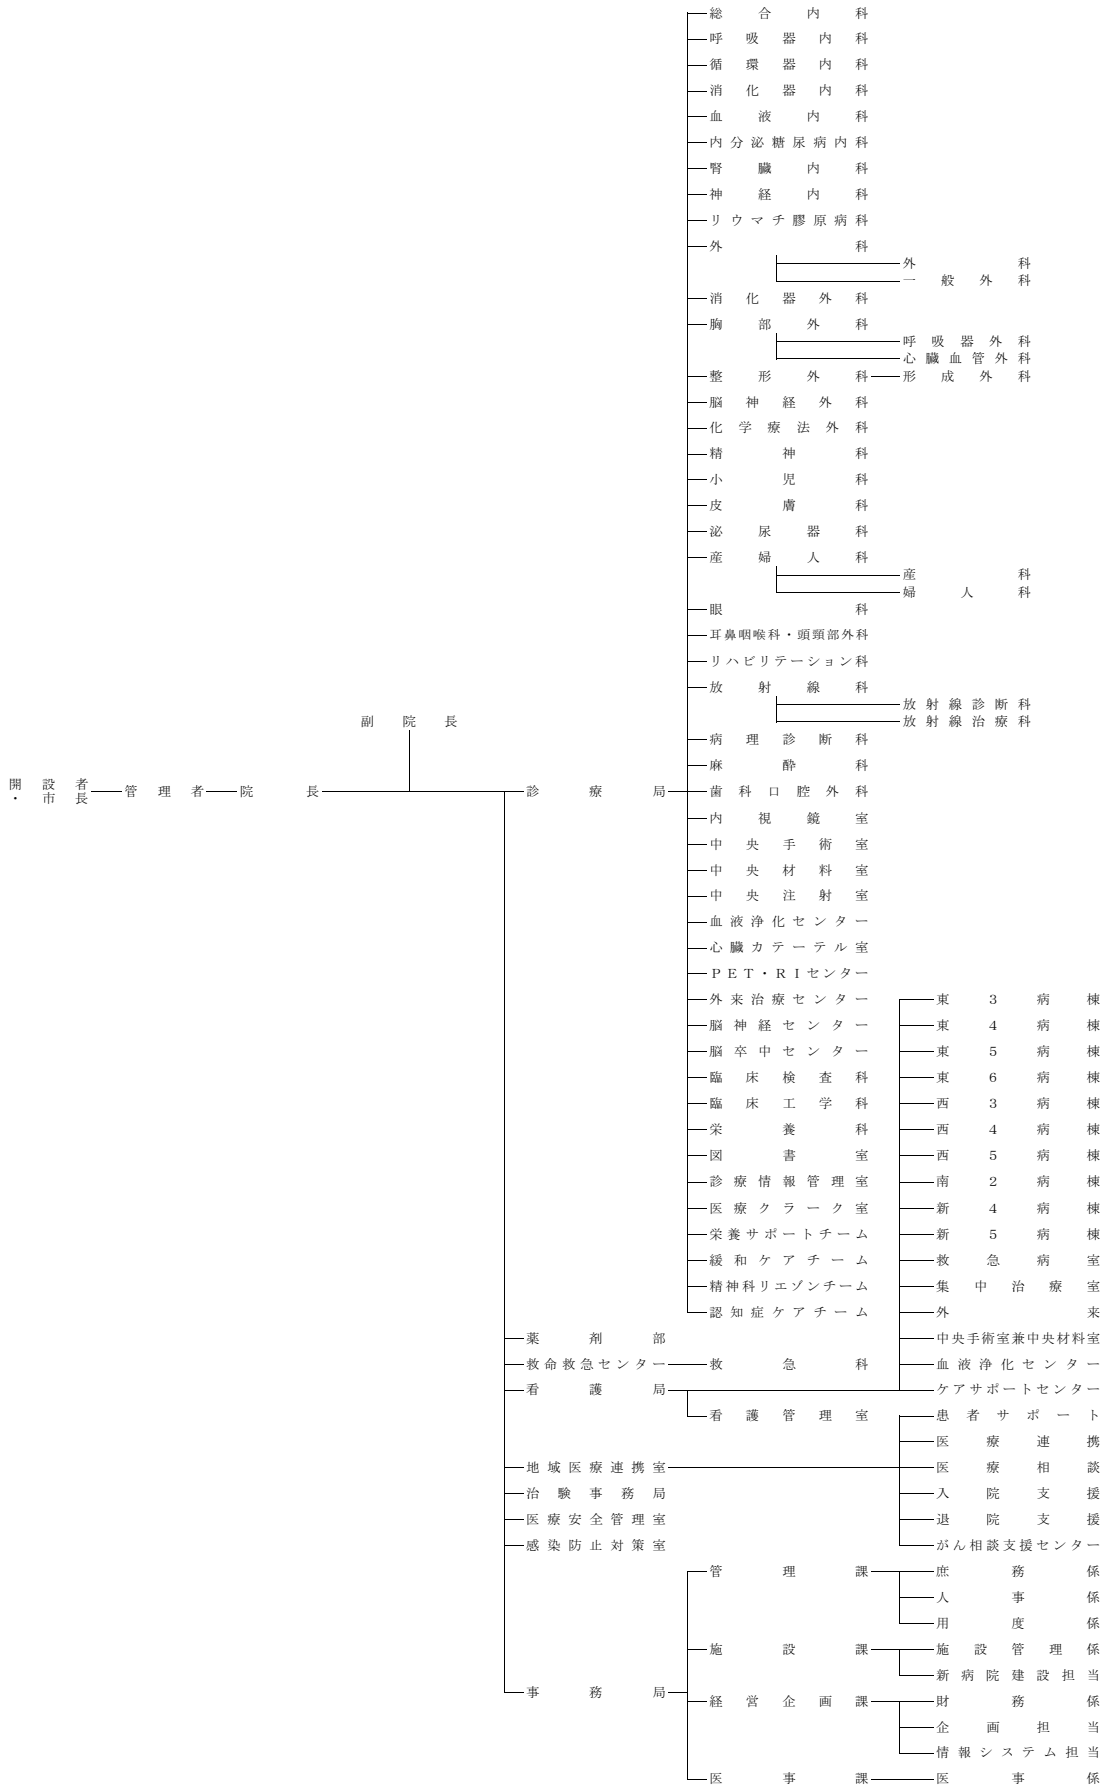 総合内科
呼吸器内科
循環器内科
消化器内科
血液内科
内分泌糖尿病内科
腎臓内科
神経内科
リウマチ膠原病科
外科
外科
一般外科
消化器外科
胸部外科
呼吸器外科
心臓血管外科
整形外科 形成外科
脳神経外科
化学療法外科
精神科
小児科
皮膚科
泌尿器科
産婦人科
産科
婦人科
眼科
耳鼻咽喉科・頭頸部外科
リハビリテーション科
放射線科
放射線診断科
副院長 放射線治療科
病理診断科
麻酔科
開設者
・市長 管理者 院長 診療局 歯科口腔外科
内視鏡室
中央手術室
中央材料室
中央注射室
血液浄化センター
心臓カテーテル室
PET・RIセンター
外来治療センター 東3病棟
脳神経センター 東4病棟
脳卒中センター 東5病棟
臨床検査科 東6病棟
臨床工学科 西3病棟
栄養科 西4病棟
図書室 西5病棟
診療情報管理室 南2病棟
医療クラーク室 新4病棟
栄養サポートチーム 新5病棟
緩和ケアチーム 救急病室
精神科リエゾンチーム 集中治療室
認知症ケアチーム 外来
薬剤部 中央手術室兼中央材料室
救命救急センター 救急科 血液浄化センター
看護局 ケアサポートセンター
看護管理室 患者サポート
医療連携
地域医療連携室 医療相談
治験事務局 入院支援
医療安全管理室 退院支援
感染防止対策室 がん相談支援センター
管理課 庶務係
人事係
用度係
施設課 施設管理係
新病院建設担当
事務局
経営企画課 財務係
企画担当
情報システム担当
医事課 医事係